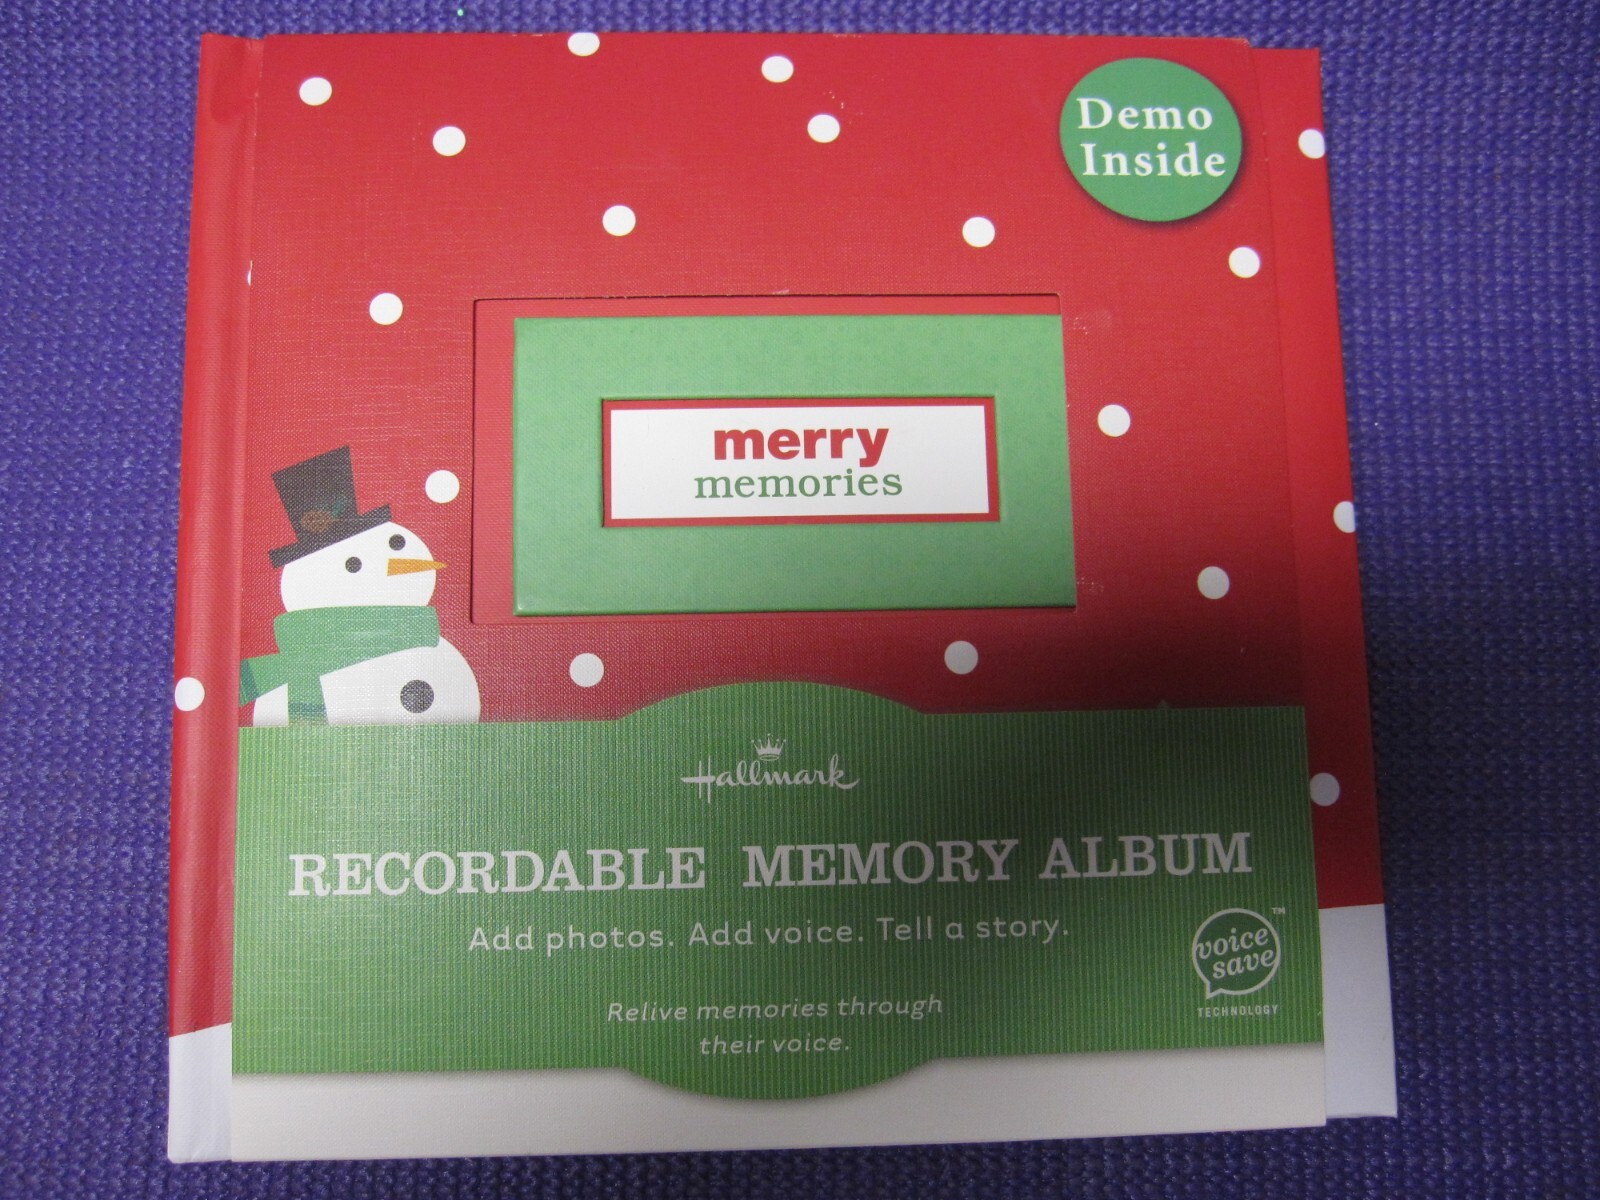 Demo
Inside
merry
memories
Hallmark
RECORDABLE MEMORY ALBUM
Add photos. Add voice. Tell a story.
voice
save
TM
TECHNOLOGY
Relive memories through
their voice.